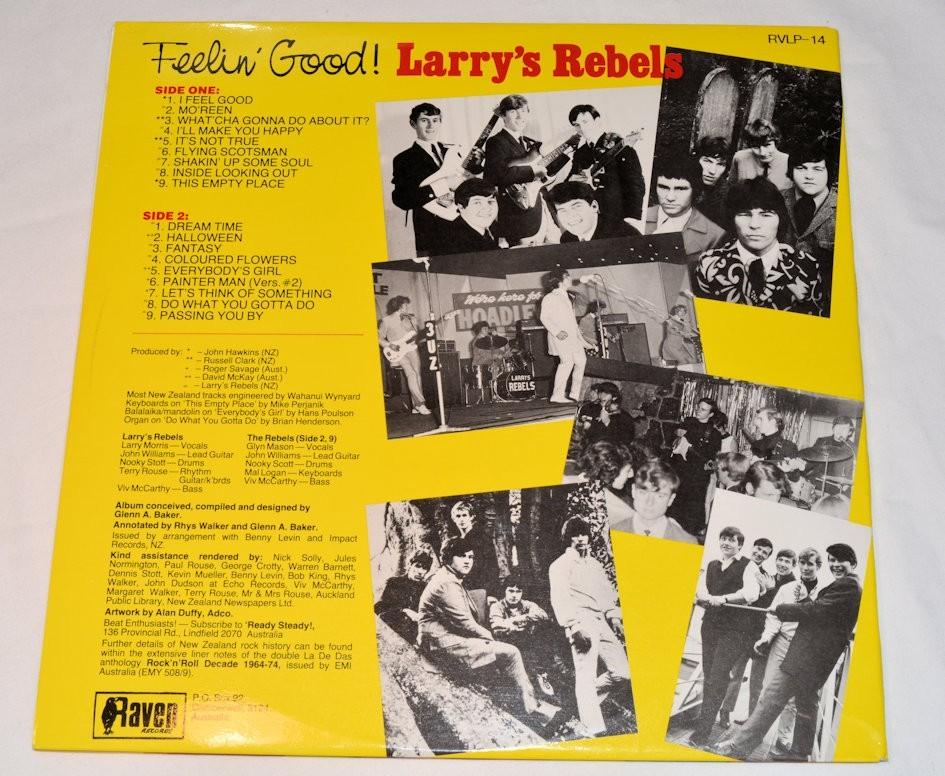 Feelin' Good! Larry's Rebels
RVLP-14
SIDE ONE:
*1. I FEEL GOOD
2. MO'REEN
**3. WHAT'CHA GONNA DO ABOUT IT?
4. I'LL MAKE YOU HAPPY
**5. IT'S NOT TRUE
6. FLYING SCOTSMAN
7. SHAKIN' UP SOME SOUL
8. INSIDE LOOKING OUT
*9. THIS EMPTY PLACE
SIDE 2:
1. DREAM TIME
2. HALLOWEEN
3. FANTASY
4. COLOURED FLOWERS
5. EVERYBODY'S GIRL
6. PAINTER MAN (Vers. #2)
7. LET'S THINK OF SOMETHING
8. DO WHAT YOU GOTTA DO
9. PASSING YOU BY
Produced by: * – John Hawkins (NZ)
** – Russell Clark (NZ)
– Roger Savage (Aust.)
– David McKay (Aust.)
– Larry's Rebels (NZ)
Most New Zealand tracks engineered by Wahanui Wynyard
Keyboards on 'This Empty Place' by Mike Perjanik
Balalaika/mandolin on 'Everybody's Girl' by Hans Poulson
Organ on 'Do What You Gotta Do' by Brian Henderson.
Larry's Rebels
Larry Morris — Vocals
John Williams — Lead Guitar
Nooky Stott — Drums
Terry Rouse — Rhythm
Guitar/k'brds
Viv McCarthy — Bass
The Rebels (Side 2, 9)
Glyn Mason — Vocals
John Williams — Lead Guitar
Nooky Scott — Drums
Mal Logan — Keyboards
Viv McCarthy — Bass
Album conceived, compiled and designed by
Glenn A. Baker.
Annotated by Rhys Walker and Glenn A. Baker.
Issued by arrangement with Benny Levin and Impact
Records, NZ.
Kind assistance rendered by: Nick Solly, Jules
Normington, Paul Rouse, George Crotty, Warren Barnett,
Dennis Stott, Kevin Mueller, Benny Levin, Bob King, Rhys
Walker, John Dudson at Echo Records, Viv McCarthy,
Margaret Walker, Terry Rouse, Mr & Mrs Rouse, Auckland
Public Library, New Zealand Newspapers Ltd.
Artwork by Alan Duffy, Adco.
Beat Enthusiasts! — Subscribe to 'Ready Steady!,
136 Provincial Rd., Lindfield 2070 Australia
Further details of New Zealand rock history can be found
within the extensive liner notes of the double La De Das
anthology Rock'n'Roll Decade 1964-74, issued by EMI
Australia (EMY 508/9).
Raven
RECORDS
P.O. Box 92
3121
Australia
We're here for
HOADLEY
3UZ
LARRY'S
REBELS